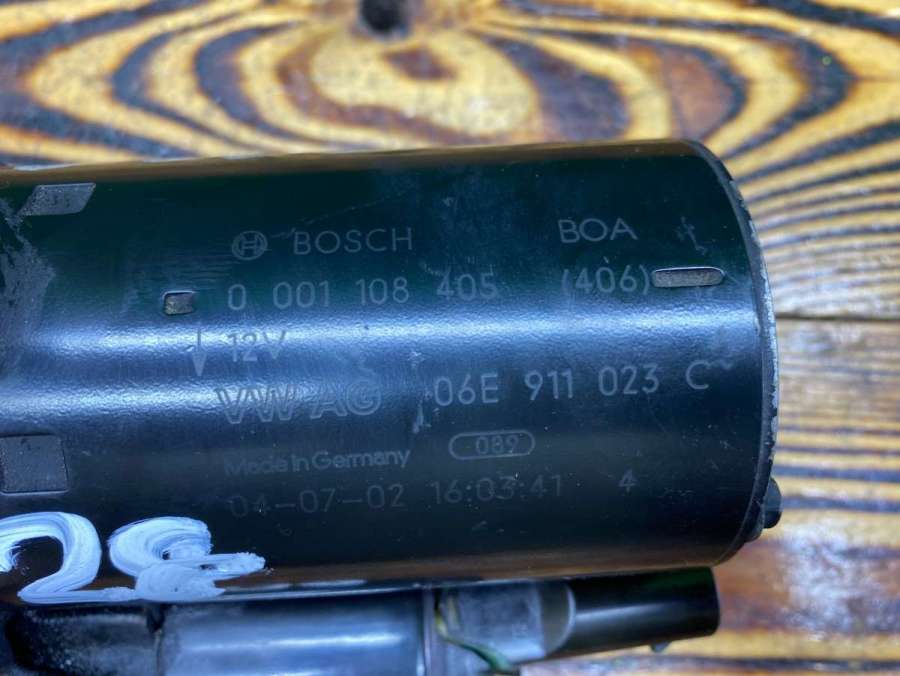 BOSCH BOA
0 001 108 405 (406)
12V
VW AG 06E 911 023 C
Made in Germany 089
04-07-02 16:03:41 4